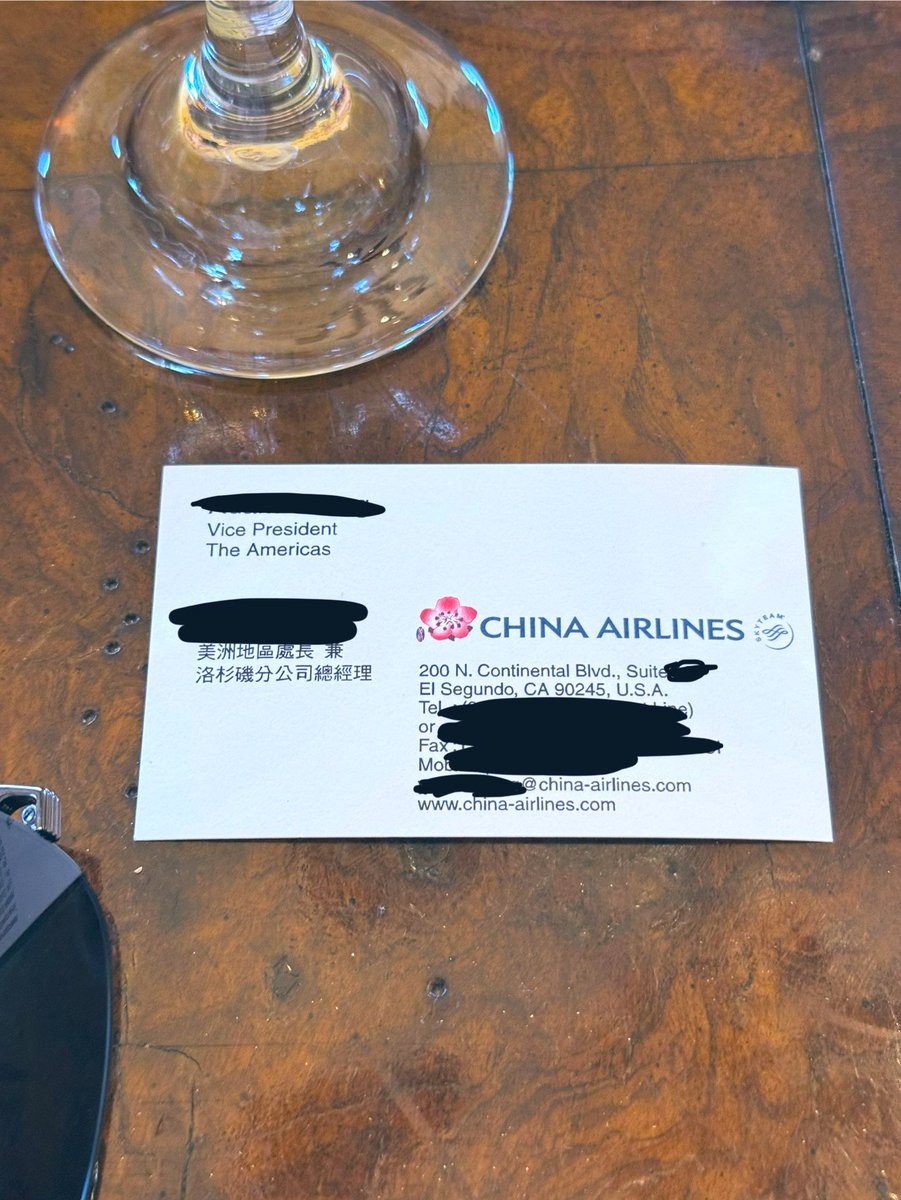 Vice President
The Americas
美洲地區處長 兼
洛杉磯分公司總經理
CHINA AIRLINES
SKYTEAM
200 N. Continental Blvd., Suite
El Segundo, CA 90245, U.S.A.
Tel
or
Fax :
@china-airlines.com
www.china-airlines.com